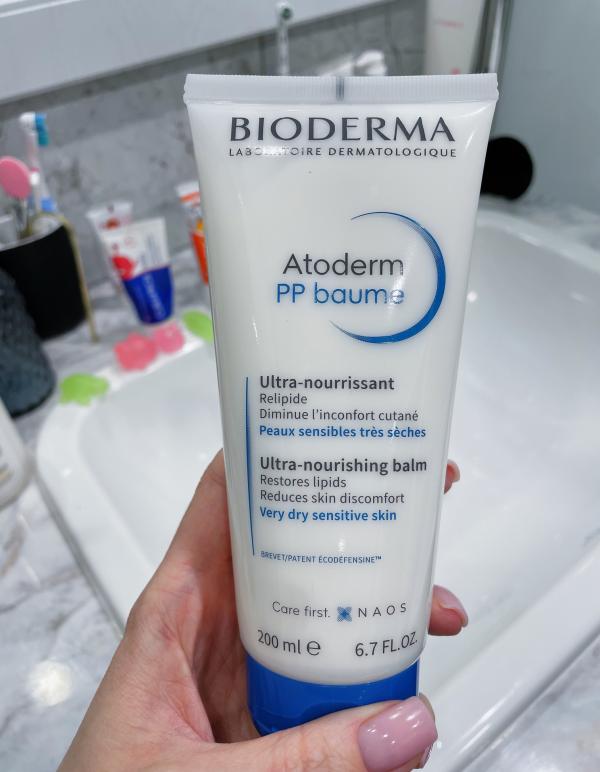 BIODERMA
LABORATOIRE DERMATOLOGIQUE
Atoderm
PP baume
Ultra-nourrissant
Relipide
Diminue l'inconfort cutané
Peaux sensibles très sèches
Ultra-nourishing balm
Restores lipids
Reduces skin discomfort
Very dry sensitive skin
BREVET/PATENT ÉCODÉFENSINE™
Care first. NAOS
200 ml ℮ 6.7 FL.OZ.